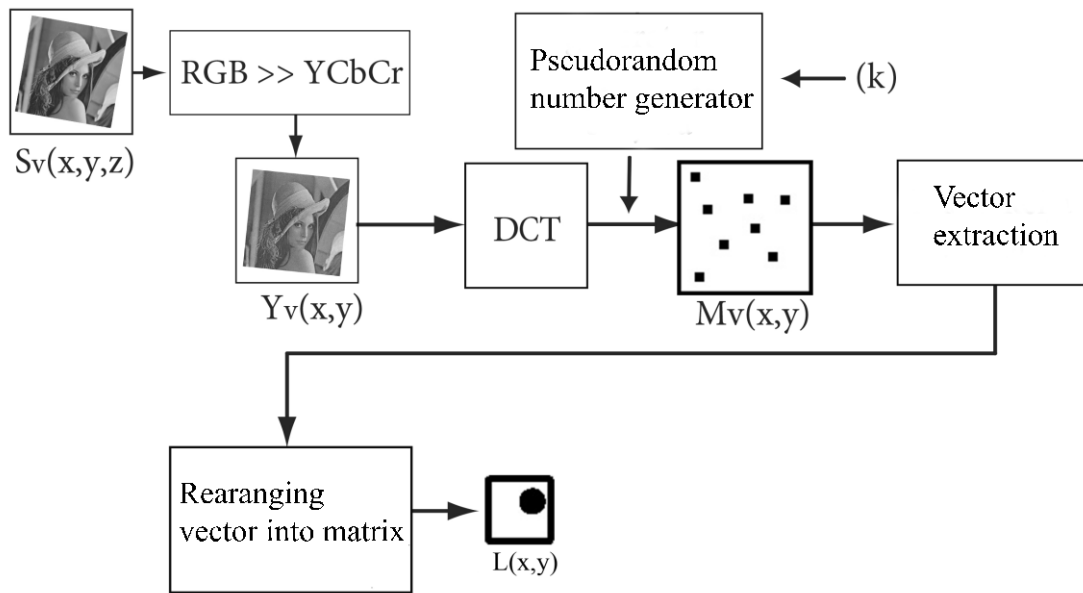 RGB >> YCbCr
Sv(x,y,z)
Pseudorandom
number generator
(k)
Yv(x,y)
DCT
Mv(x,y)
Vector
extraction
Rearanging
vector into matrix
L(x,y)